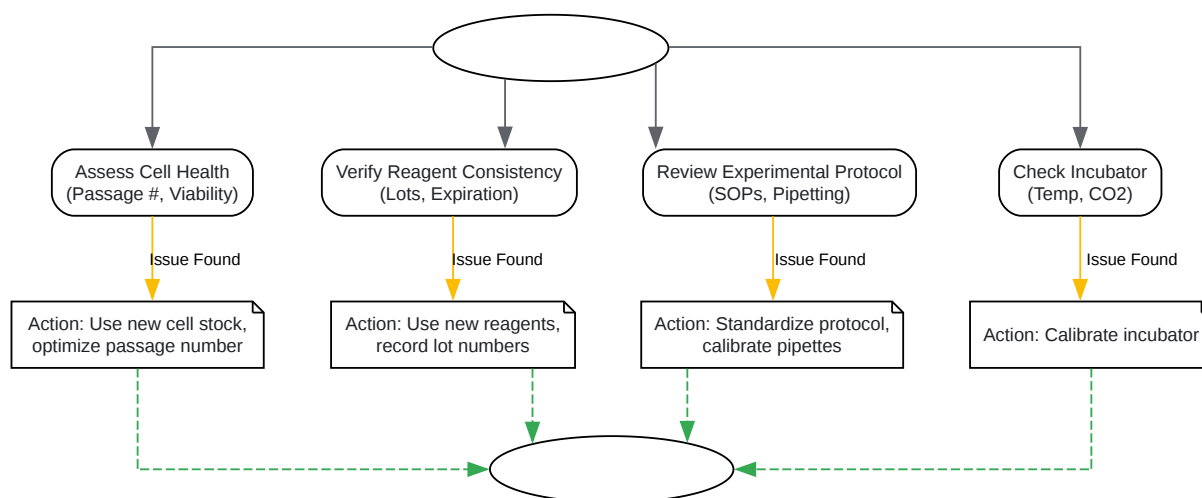 Assess Cell Health
(Passage #, Viability)
Verify Reagent Consistency
(Lots, Expiration)
Review Experimental Protocol
(SOPs, Pipetting)
Check Incubator
(Temp, CO2)
Issue Found
Issue Found
Issue Found
Issue Found
Action: Use new cell stock,
optimize passage number
Action: Use new reagents,
record lot numbers
Action: Standardize protocol,
calibrate pipettes
Action: Calibrate incubator